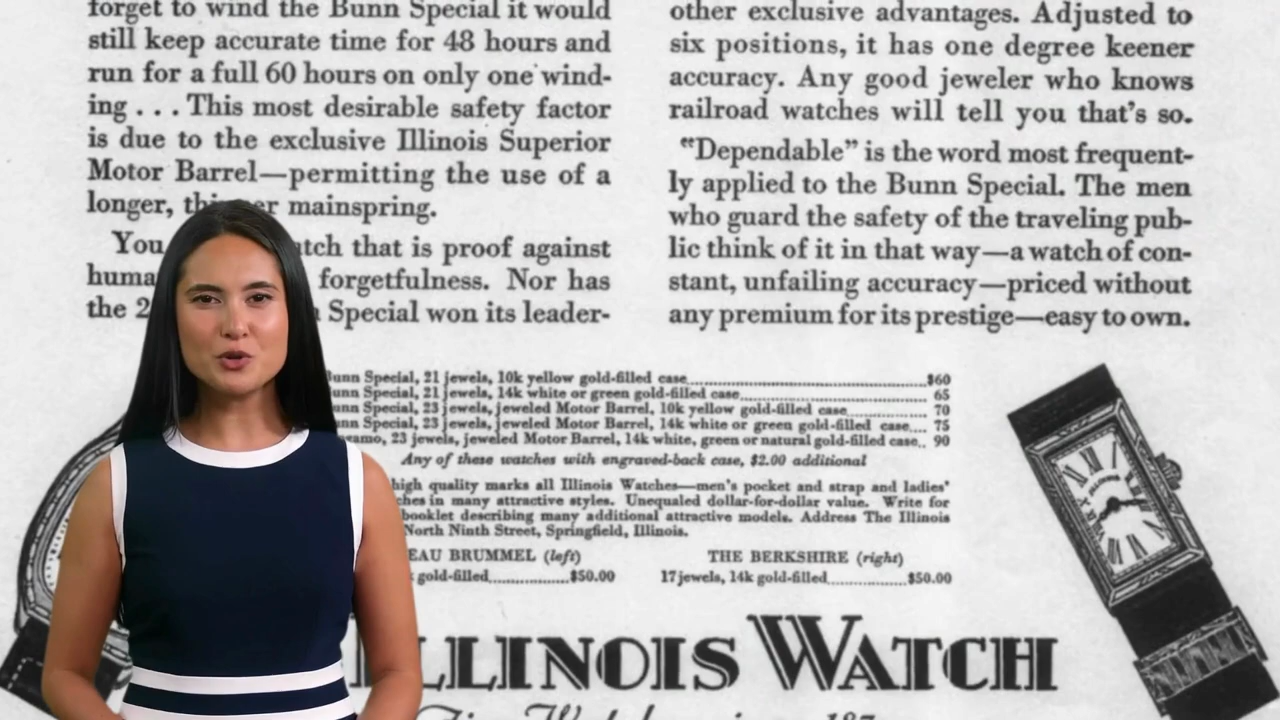 forget to wind the Bunn Special it would
still keep accurate time for 48 hours and
run for a full 60 hours on only one wind-
ing . . . This most desirable safety factor
is due to the exclusive Illinois Superior
Motor Barrel—permitting the use of a
longer, mainspring.
You that is proof against
forgetfulness. Nor has
the Special won its leader-
other exclusive advantages. Adjusted to
six positions, it has one degree keener
accuracy. Any good jeweler who knows
railroad watches will tell you that's so.
"Dependable" is the word most frequent-
ly applied to the Bunn Special. The men
who guard the safety of the traveling pub-
lic think of it in that way—a watch of con-
stant, unfailing accuracy—priced without
any premium for its prestige—easy to own.
Special, 21 jewels, 10k yellow gold-filled case $60
Special, 21 jewels, 14k white or green gold-filled case 65
Special, 23 jewels, jeweled Motor Barrel, 10k yellow gold-filled case 70
Special, 23 jewels, jeweled Motor Barrel, 14k white or green gold-filled case 75
23 jewels, jeweled Motor Barrel, 14k white, green or natural gold-filled case 90
Any of these watches with engraved-back case, $2.00 additional
high quality marks all Illinois Watches—men's pocket and strap and ladies'
in many attractive styles. Unequaled dollar-for-dollar value. Write for
booklet describing many additional attractive models. Address The Illinois
North Ninth Street, Springfield, Illinois.
BRUMMEL (left)
gold-filled $50.00
THE BERKSHIRE (right)
17 jewels, 14k gold-filled $50.00
ILLINOIS WATCH